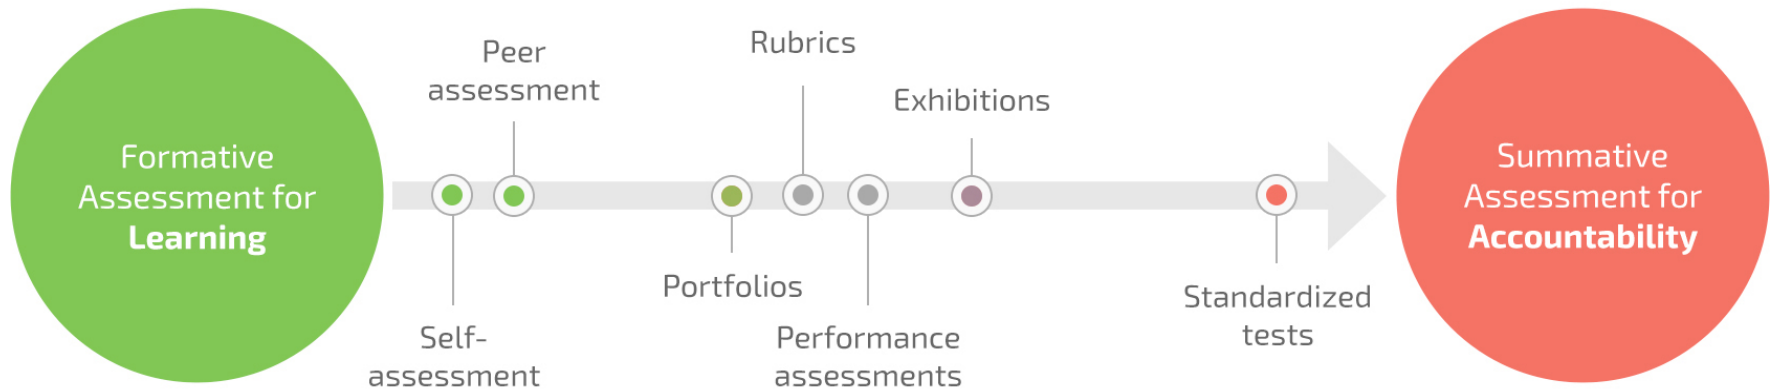 Formative
Assessment for
Learning
Peer
assessment
Self-
assessment
Portfolios
Rubrics
Performance
assessments
Exhibitions
Standardized
tests
Summative
Assessment for
Accountability